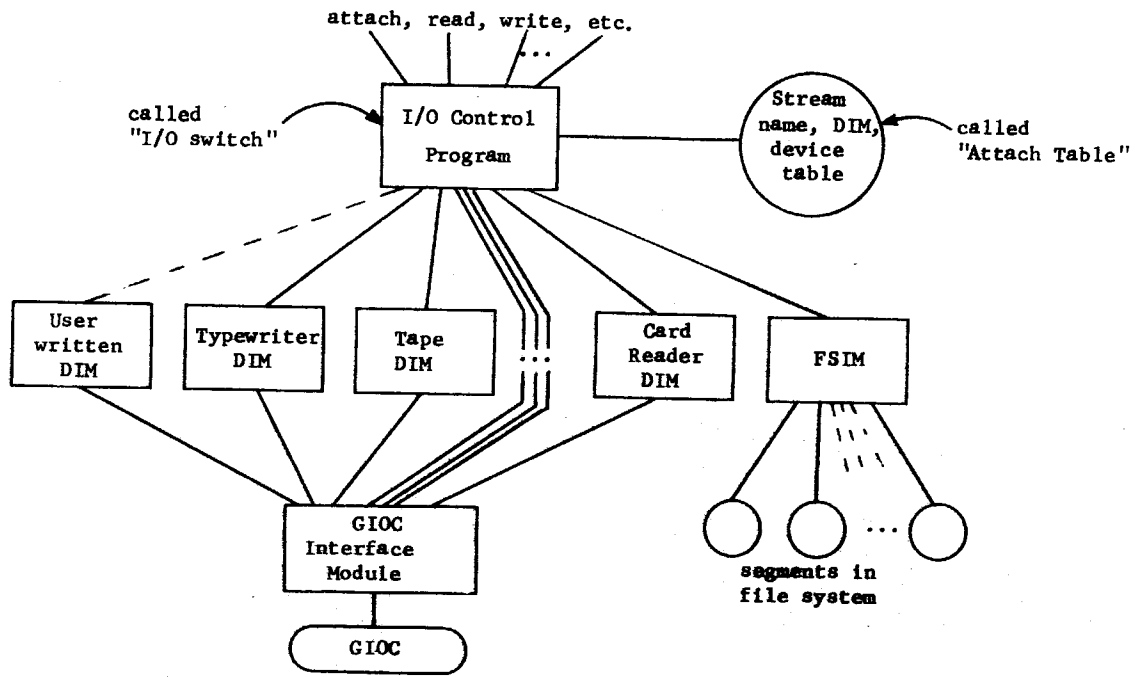 attach, read, write, etc.
...
called
"I/O switch"
I/O Control
Program
Stream
name, DIM,
device
table
called
"Attach Table"
User
written
DIM
Typewriter
DIM
Tape
DIM
...
Card
Reader
DIM
FSIM
GIOC
Interface
Module
...
segments in
file system
GIOC